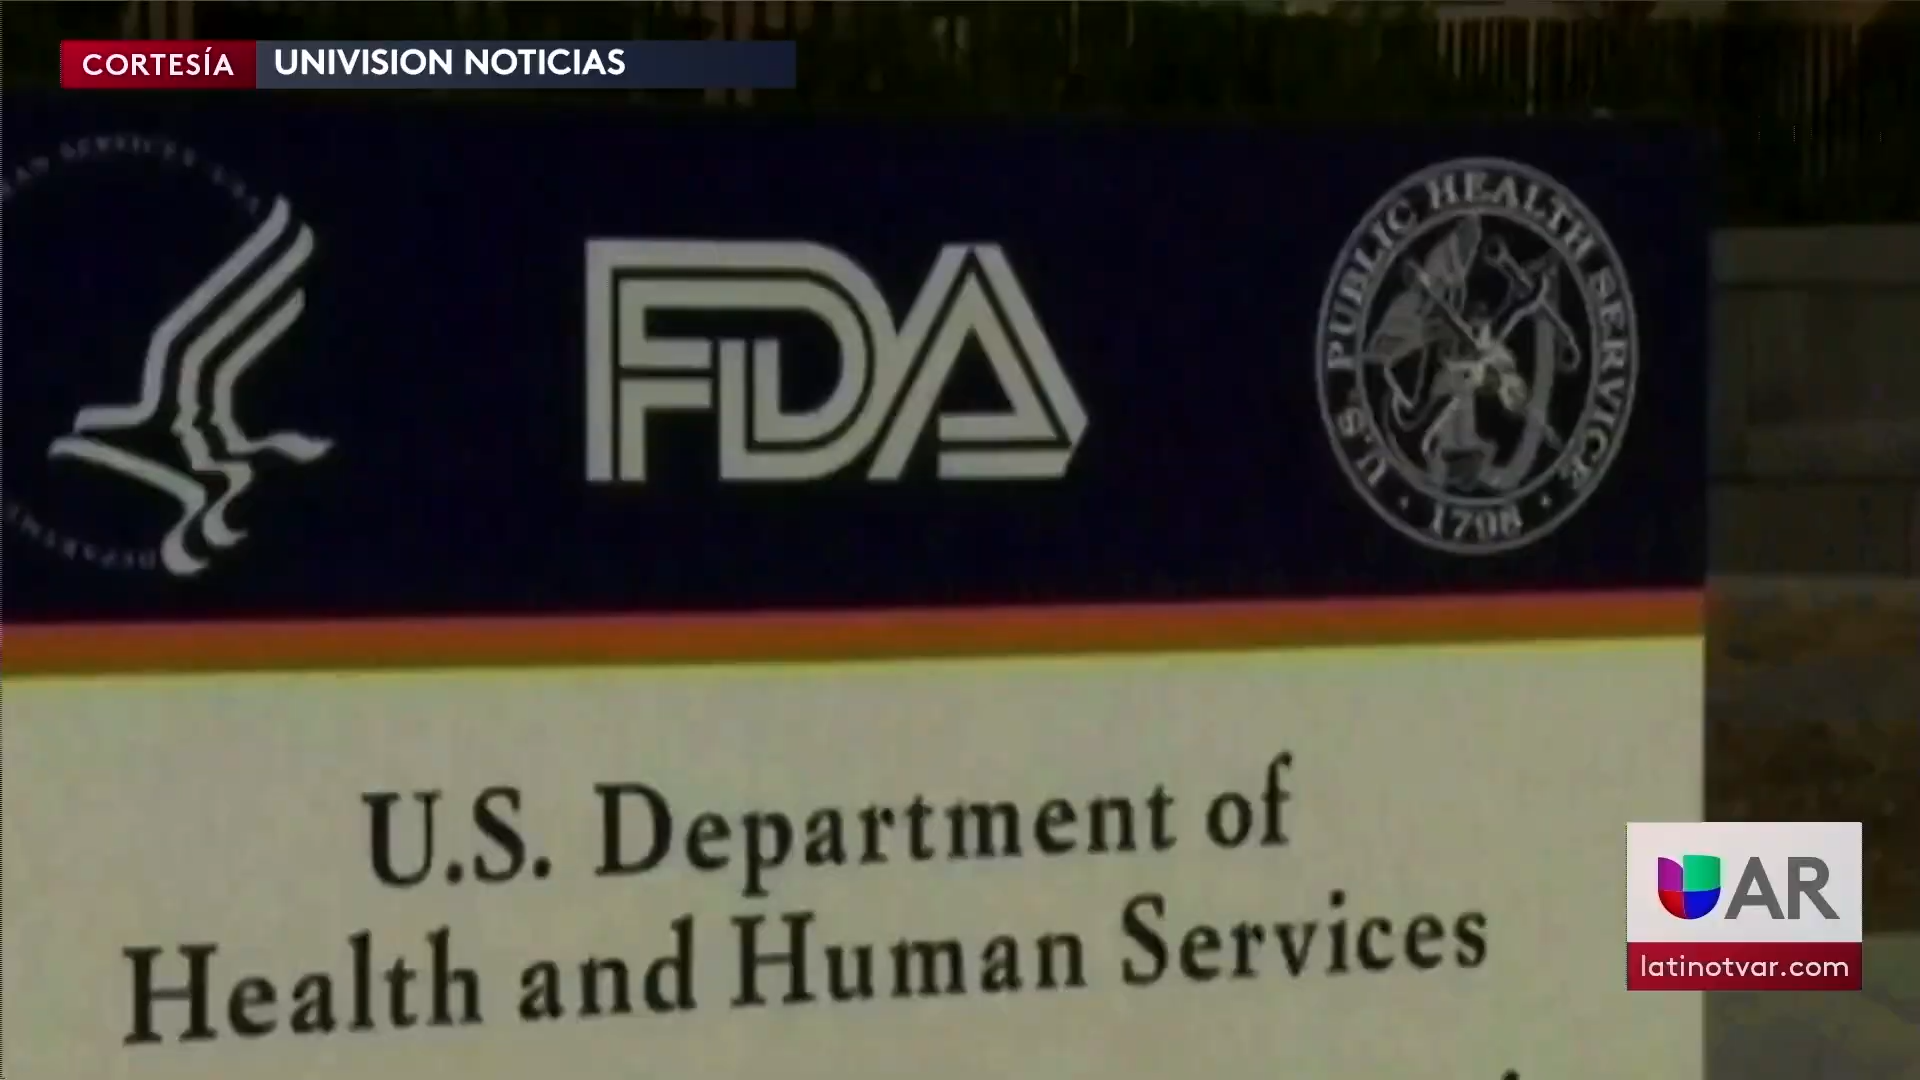 CORTESÍA UNIVISION NOTICIAS
FDA
U.S. PUBLIC HEALTH SERVICE
1798
U.S. Department of
Health and Human Services
AR
latinotvar.com